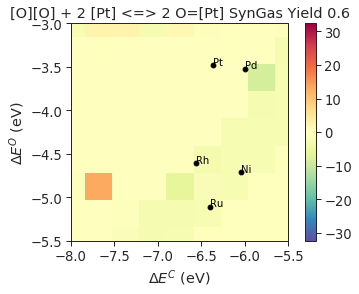 [O][O] + 2 [Pt] <=> 2 O=[Pt] SynGas Yield 0.6
−3.0
−3.5
−4.0
−4.5
−5.0
−5.5
ΔE^O (eV)
Pt
Pd
Rh
Ni
Ru
−8.0 −7.5 −7.0 −6.5 −6.0 −5.5
ΔE^C (eV)
30
20
10
0
−10
−20
−30